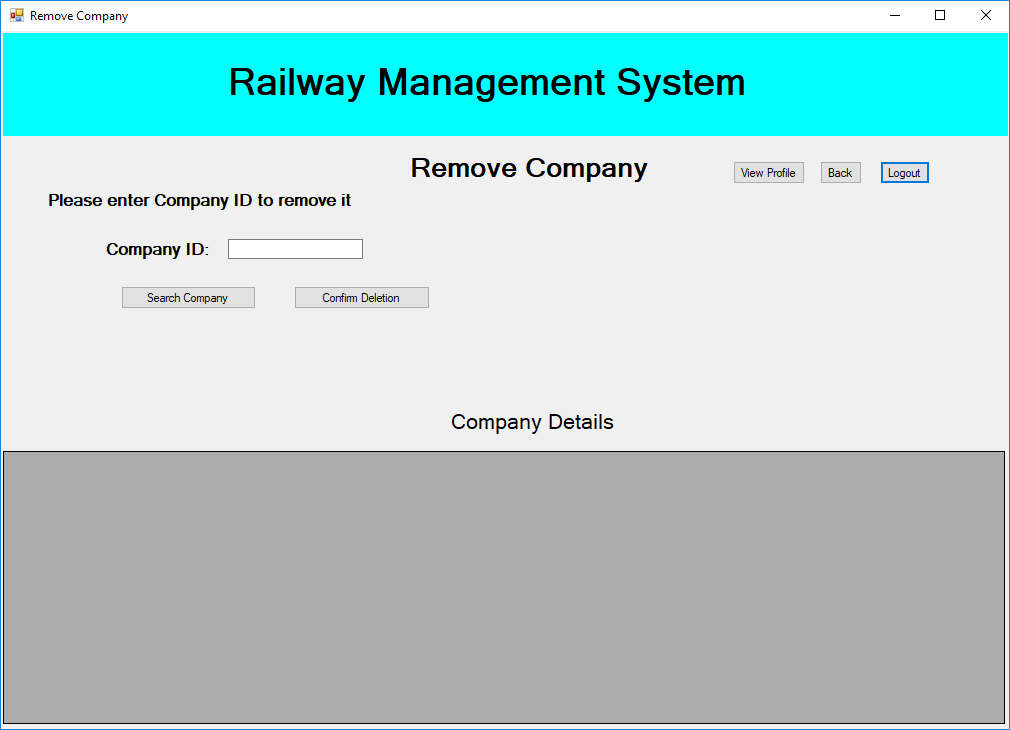 Remove Company
Railway Management System
Remove Company
View Profile
Back
Logout
Please enter Company ID to remove it
Company ID:
Search Company
Confirm Deletion
Company Details